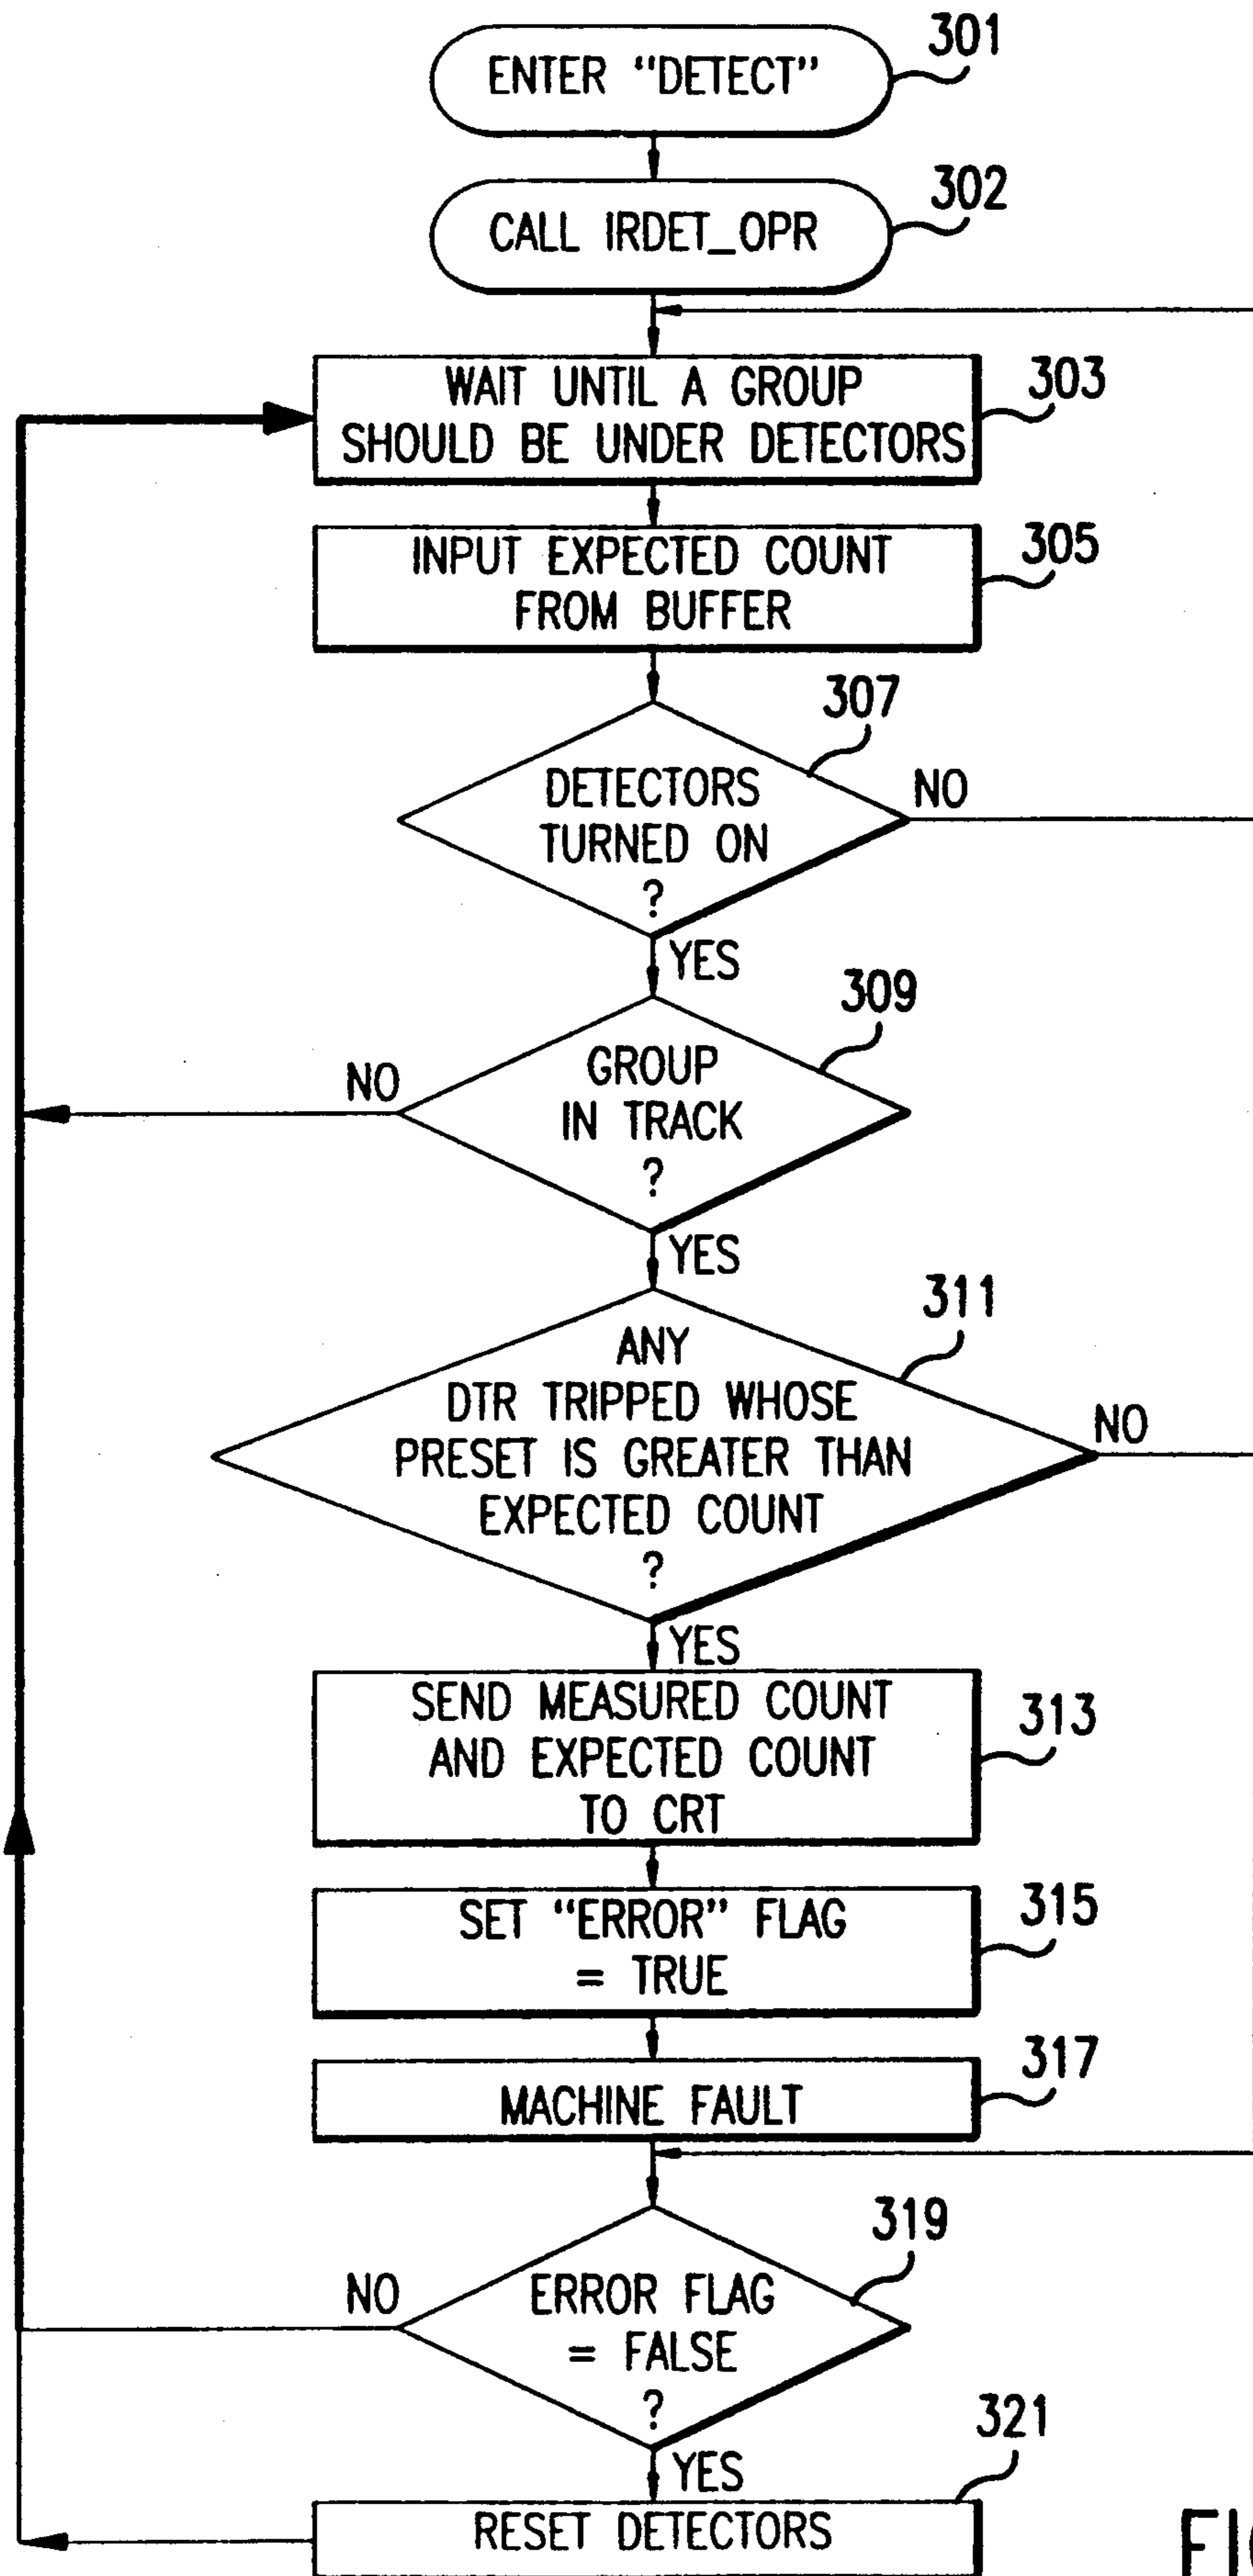 301
ENTER “DETECT”
302
CALL IRDET_OPR
303
WAIT UNTIL A GROUP
SHOULD BE UNDER DETECTORS
305
INPUT EXPECTED COUNT
FROM BUFFER
307
DETECTORS
TURNED ON
?
NO
YES
309
GROUP
IN TRACK
?
NO
YES
311
ANY
DTR TRIPPED WHOSE
PRESET IS GREATER THAN
EXPECTED COUNT
?
NO
YES
313
SEND MEASURED COUNT
AND EXPECTED COUNT
TO CRT
315
SET “ERROR” FLAG
= TRUE
317
MACHINE FAULT
319
ERROR FLAG
= FALSE
?
NO
YES
321
RESET DETECTORS